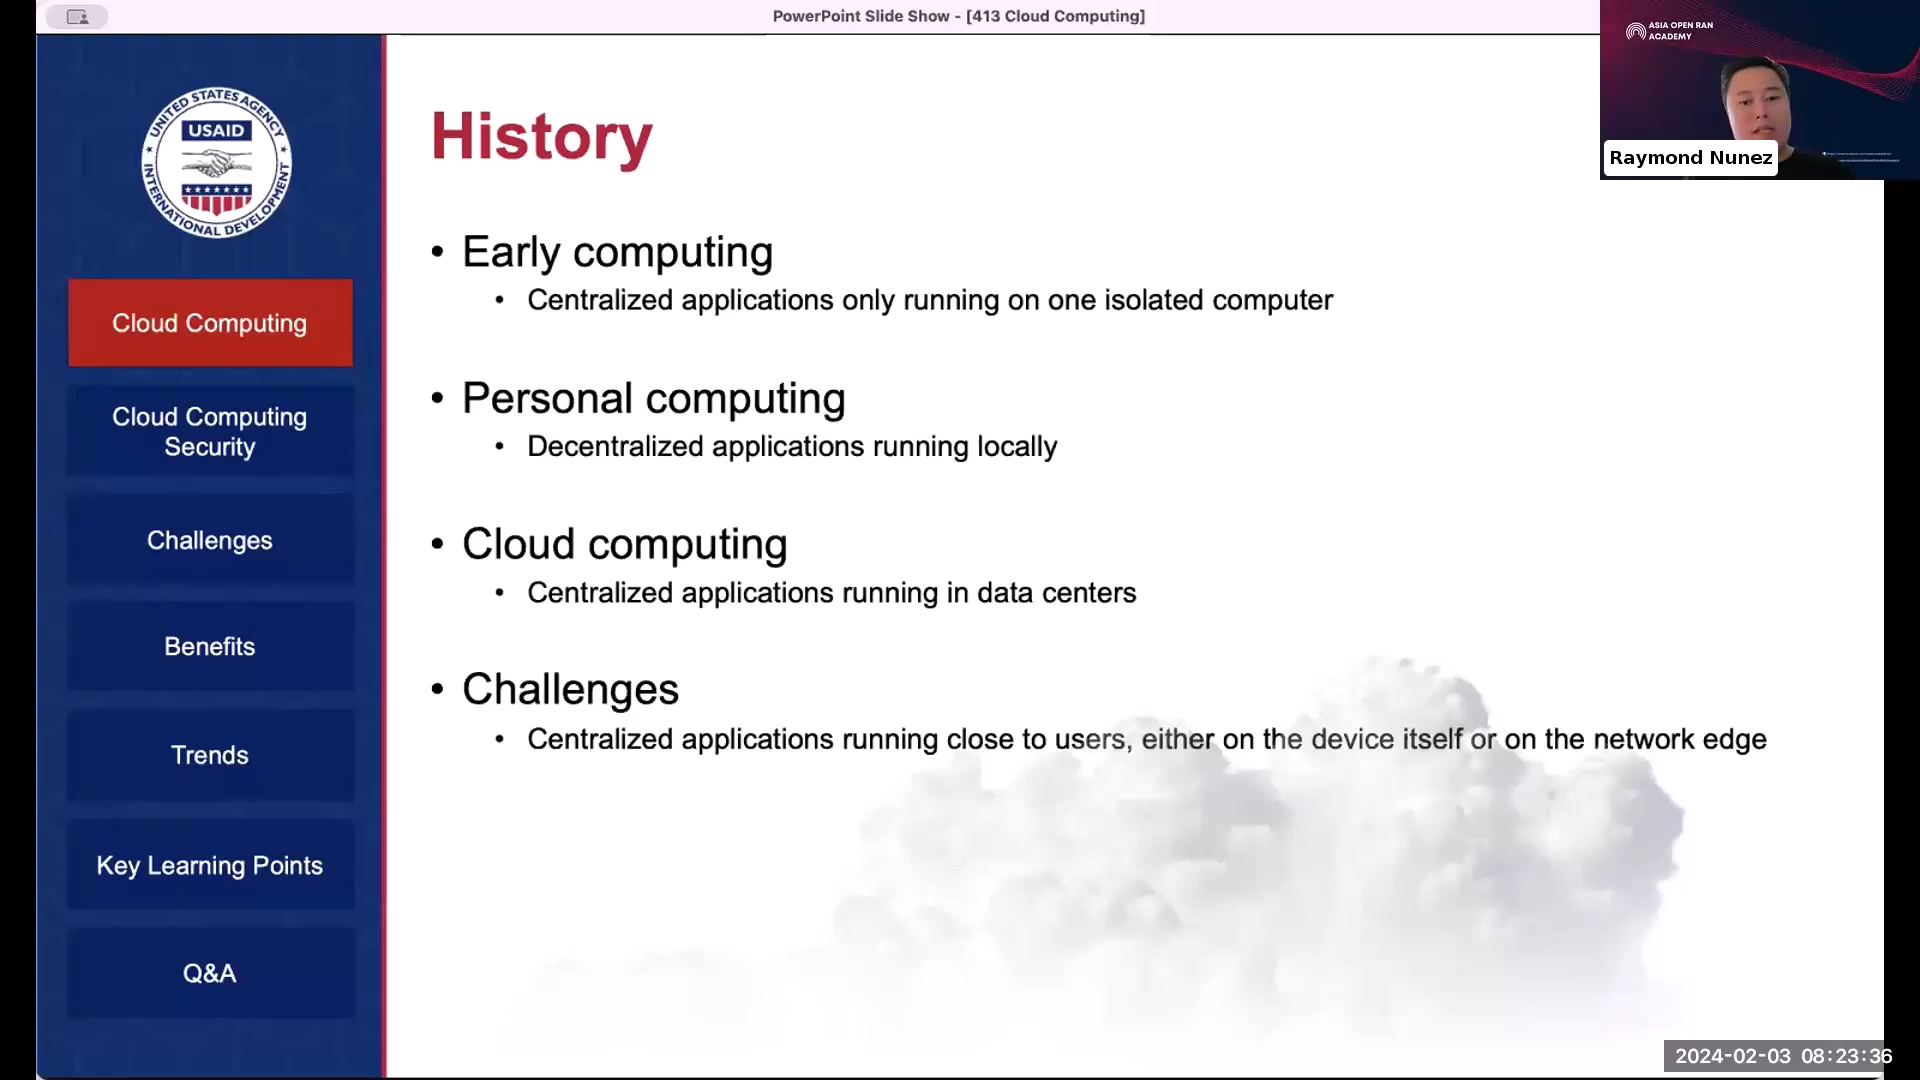 PowerPoint Slide Show - [413 Cloud Computing]
ASIA OPEN RAN
ACADEMY
Raymond Nunez
UNITED STATES AGENCY
USAID
INTERNATIONAL DEVELOPMENT
Cloud Computing
Cloud Computing
Security
Challenges
Benefits
Trends
Key Learning Points
Q&A
History
• Early computing
• Centralized applications only running on one isolated computer
• Personal computing
• Decentralized applications running locally
• Cloud computing
• Centralized applications running in data centers
• Challenges
• Centralized applications running close to users, either on the device itself or on the network edge
2024-02-03 08:23:36